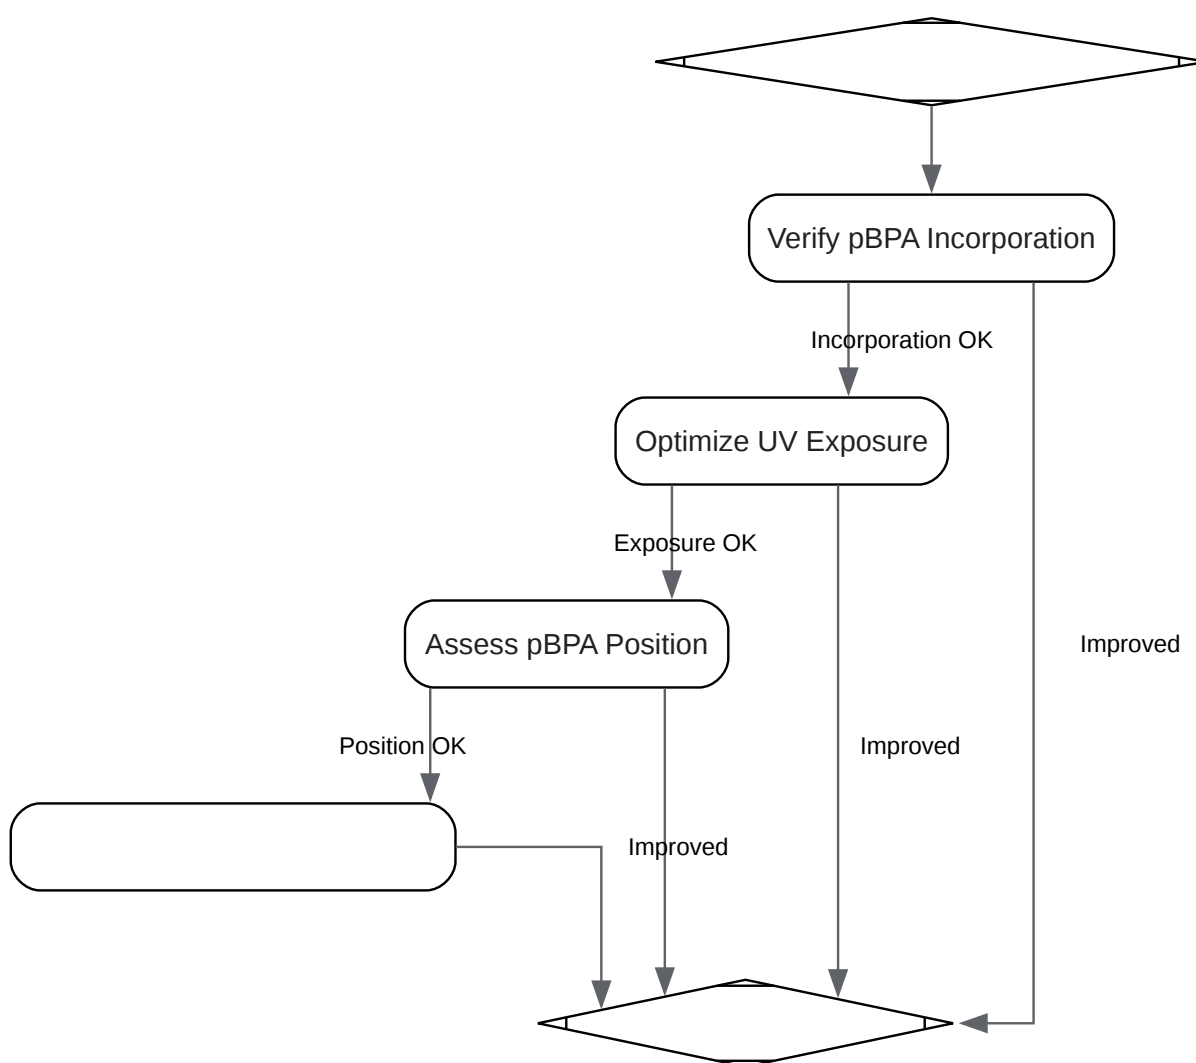 Verify pBPA Incorporation
Incorporation OK
Optimize UV Exposure
Exposure OK
Assess pBPA Position
Improved
Position OK
Improved
Improved